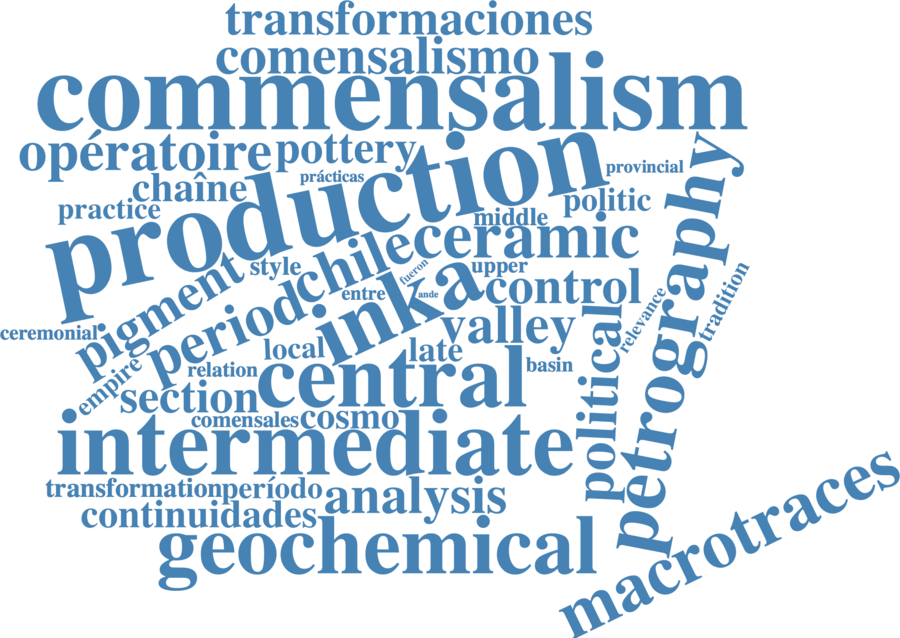 transformaciones
comensalismo
commensalism
opératoire
pottery
production
provincial
prácticas
chaîne
politic
practice
middle
ceramic
petrography
style
chile
upper
fueron
pigment
inka
control
entre
ande
period
tradition
relevance
ceremonial
valley
local
late
political
empire
relation
central
basin
section
comensales
cosmo
intermediate
transformation
período
analysis
continuidades
geochemical
macrotraces